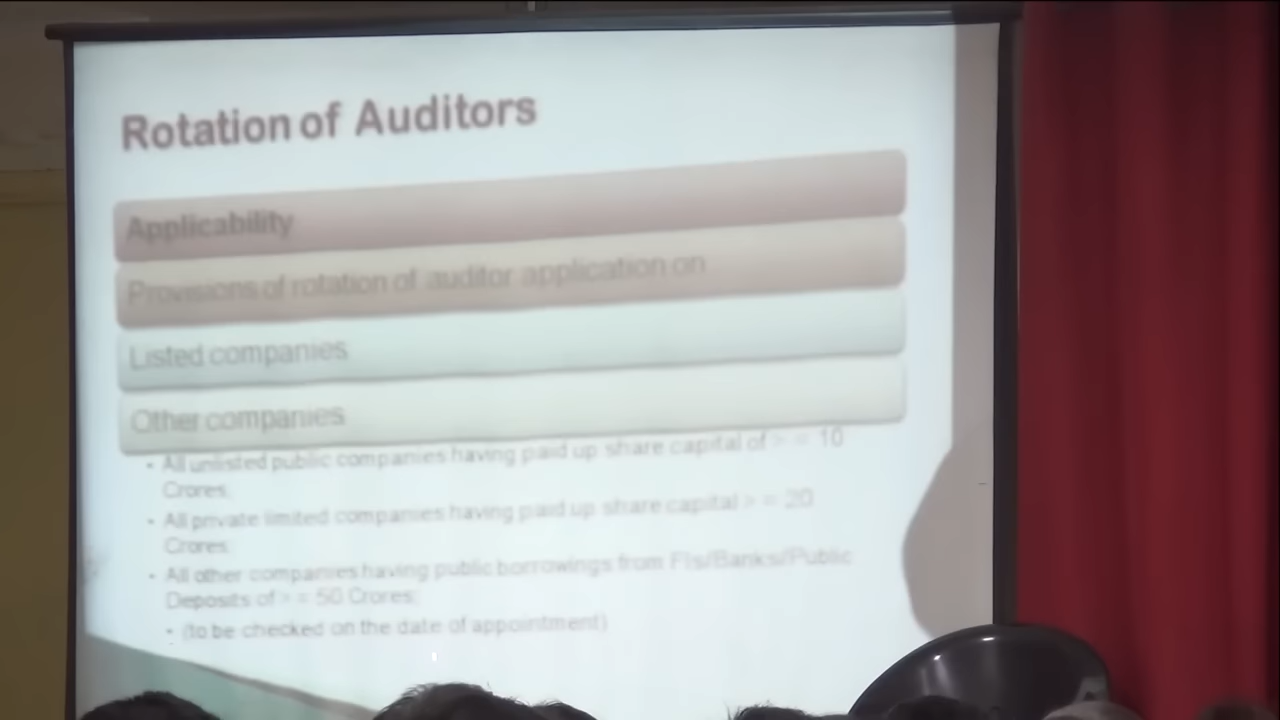 Rotation of Auditors
Applicability
Provisions of rotation of auditor application on
Listed companies
Other companies
• All unlisted public companies having paid up share capital of > = 10
Crores;
• All private limited companies having paid up share capital > = 20
Crores;
• All other companies having public borrowings from FIs/Banks/Public
Deposits of > = 50 Crores;
• (to be checked on the date of appointment)